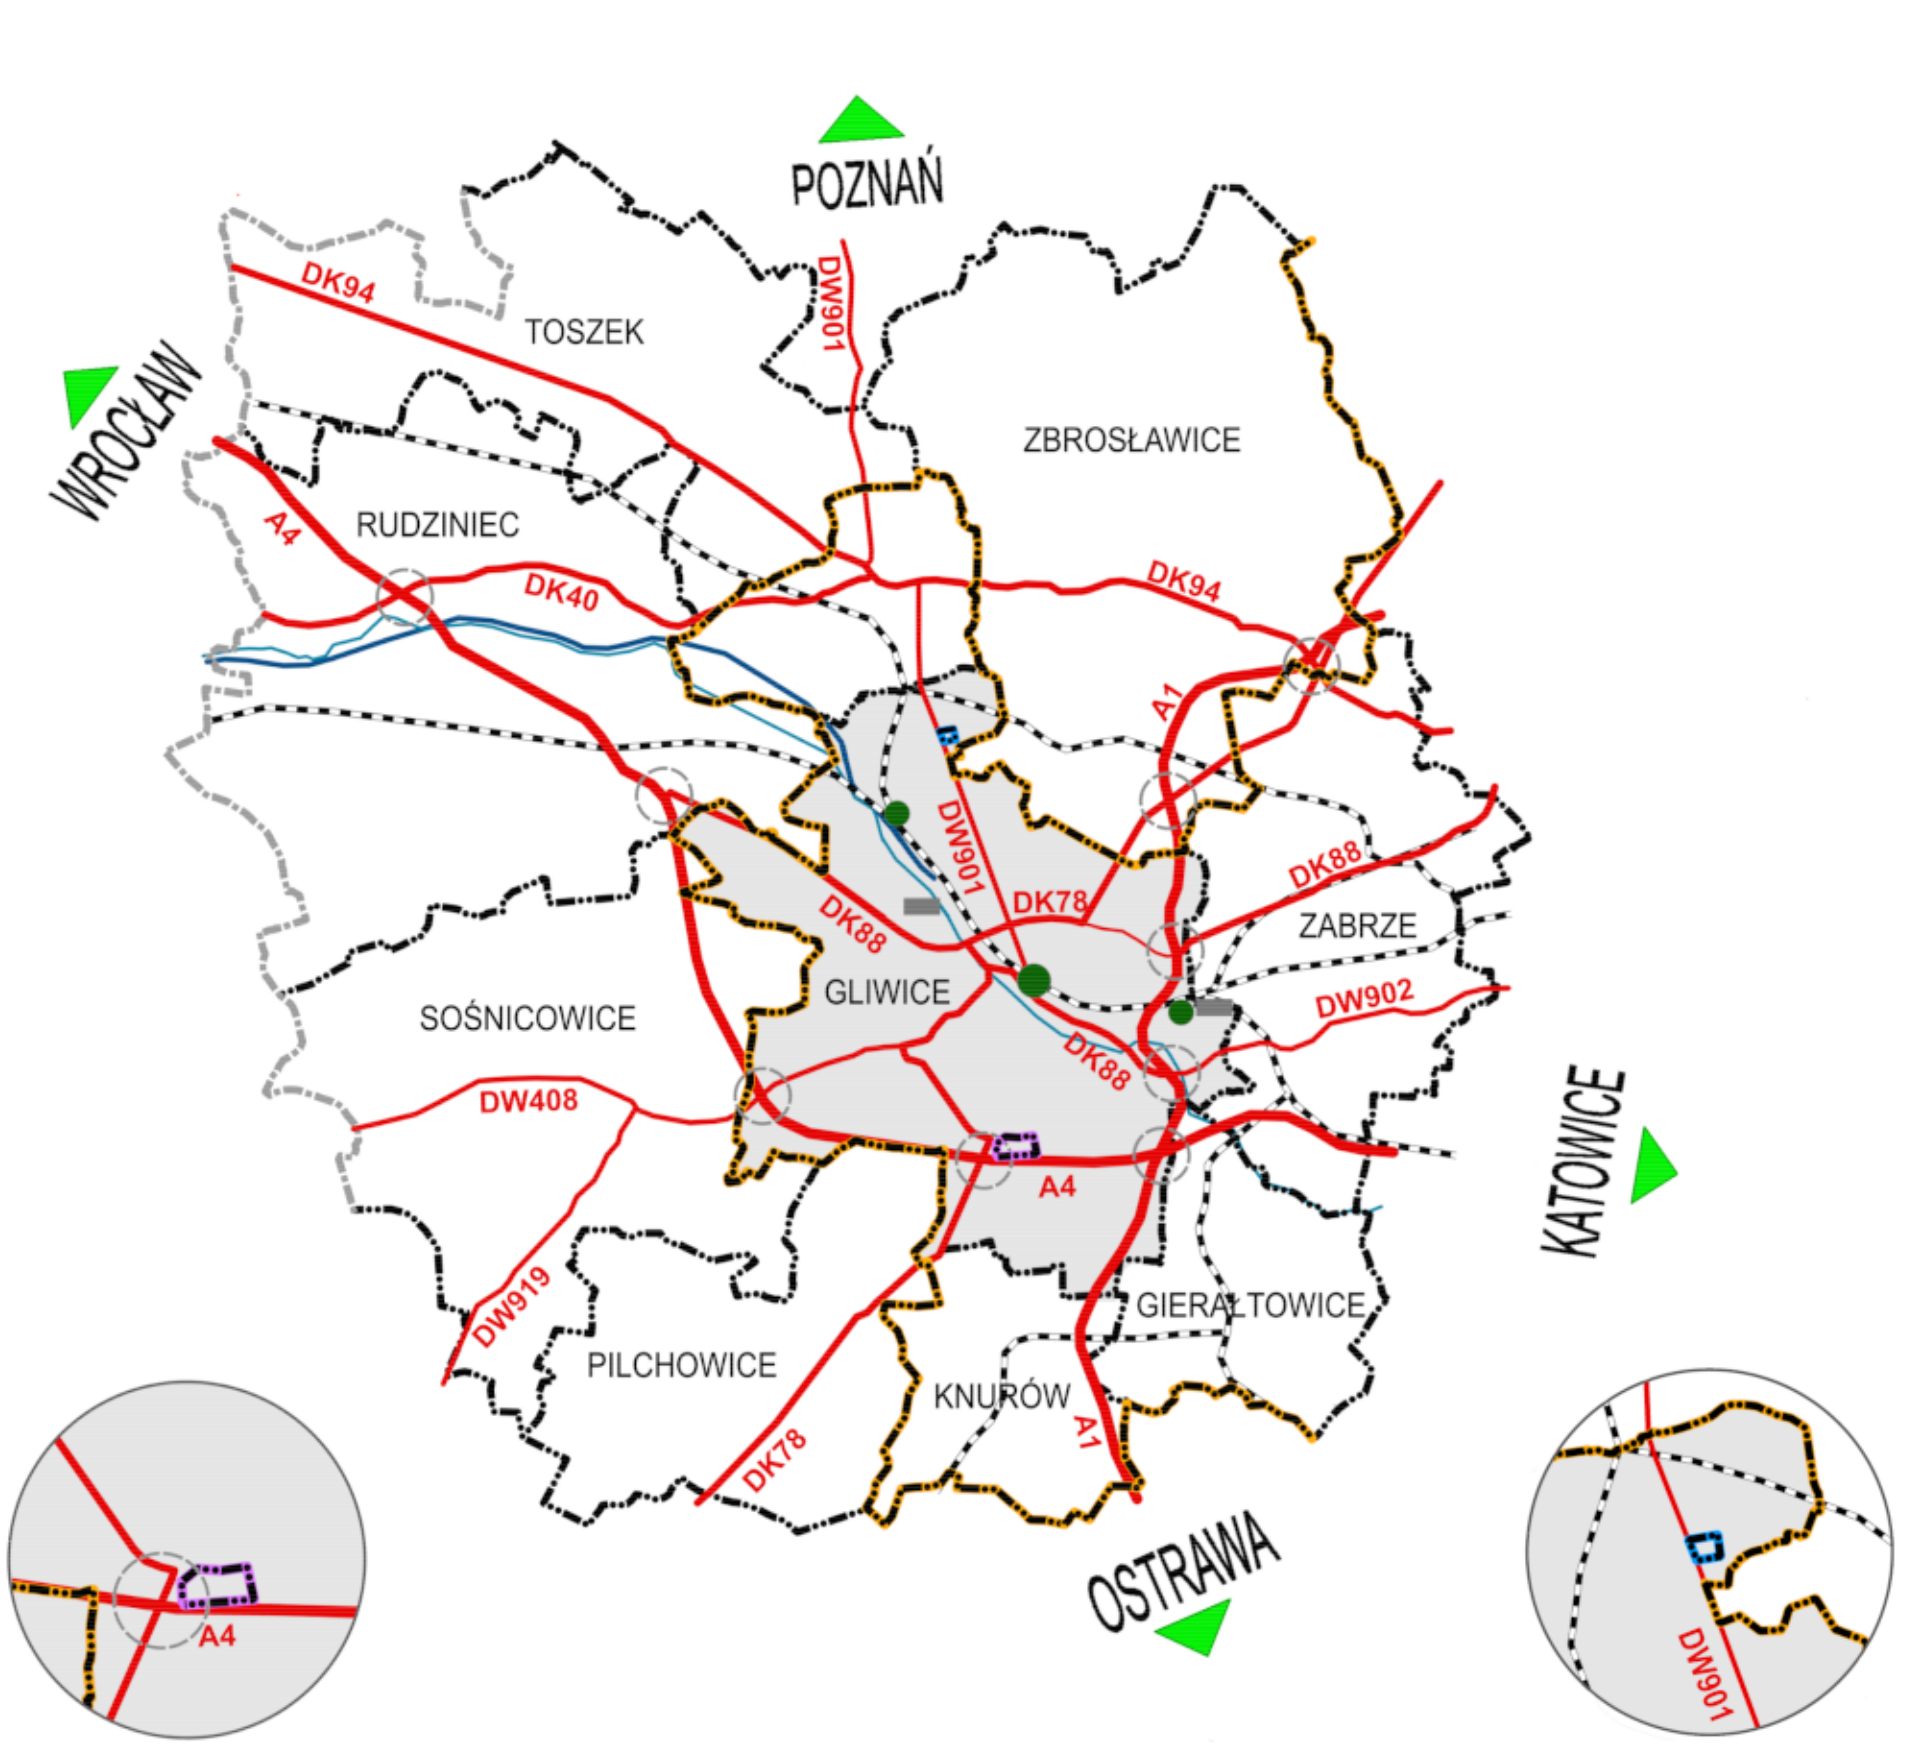 POZNAŃ
DW901
DK94
TOSZEK
WROCŁAW
ZBROSŁAWICE
A4
RUDZINIEC
DK40
DK94
A1
DW901
DK88
DK78
DK88
ZABRZE
GLIWICE
SOŚNICOWICE
DW902
DK88
DW408
KATOWICE
A4
DW919
GIERAŁTOWICE
PILCHOWICE
KNURÓW
A1
DK78
OSTRAWA
A4
DW901